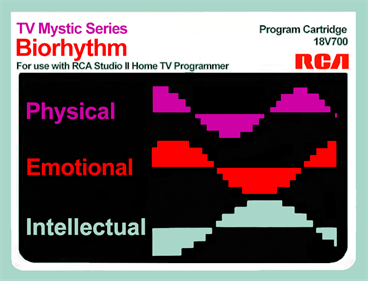 TV Mystic Series
Biorhythm
For use with RCA Studio II Home TV Programmer
Program Cartridge
18V700
RCA
Physical
Emotional
Intellectual